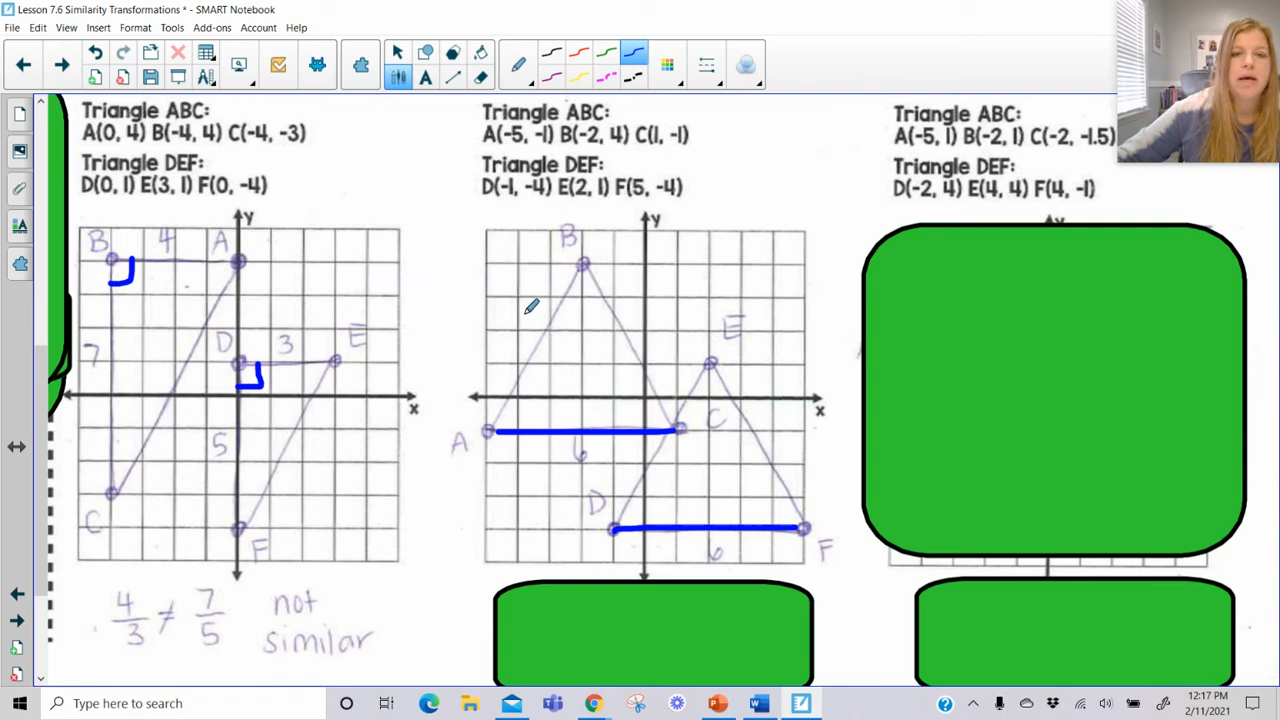 Lesson 7.6 Similarity Transformations * - SMART Notebook
File Edit View Insert Format Tools Add-ons Account Help
Triangle ABC:
A(0, 4) B(-4, 4) C(-4, -3)
Triangle DEF:
D(0, 1) E(3, 1) F(0, -4)
B 4 A y
D 3 E
7
x
5
C
F
4/3 ≠ 7/5 not similar
Triangle ABC:
A(-5, -1) B(-2, 4) C(1, -1)
Triangle DEF:
D(-1, -4) E(2, 1) F(5, -4)
B y
E
x
A 6 C
D
6 F
Triangle ABC:
A(-5, 1) B(-2, 1) C(-2, -1.5)
Triangle DEF:
D(-2, 4) E(4, 4) F(4, -1)
Type here to search
12:17 PM
2/11/2021